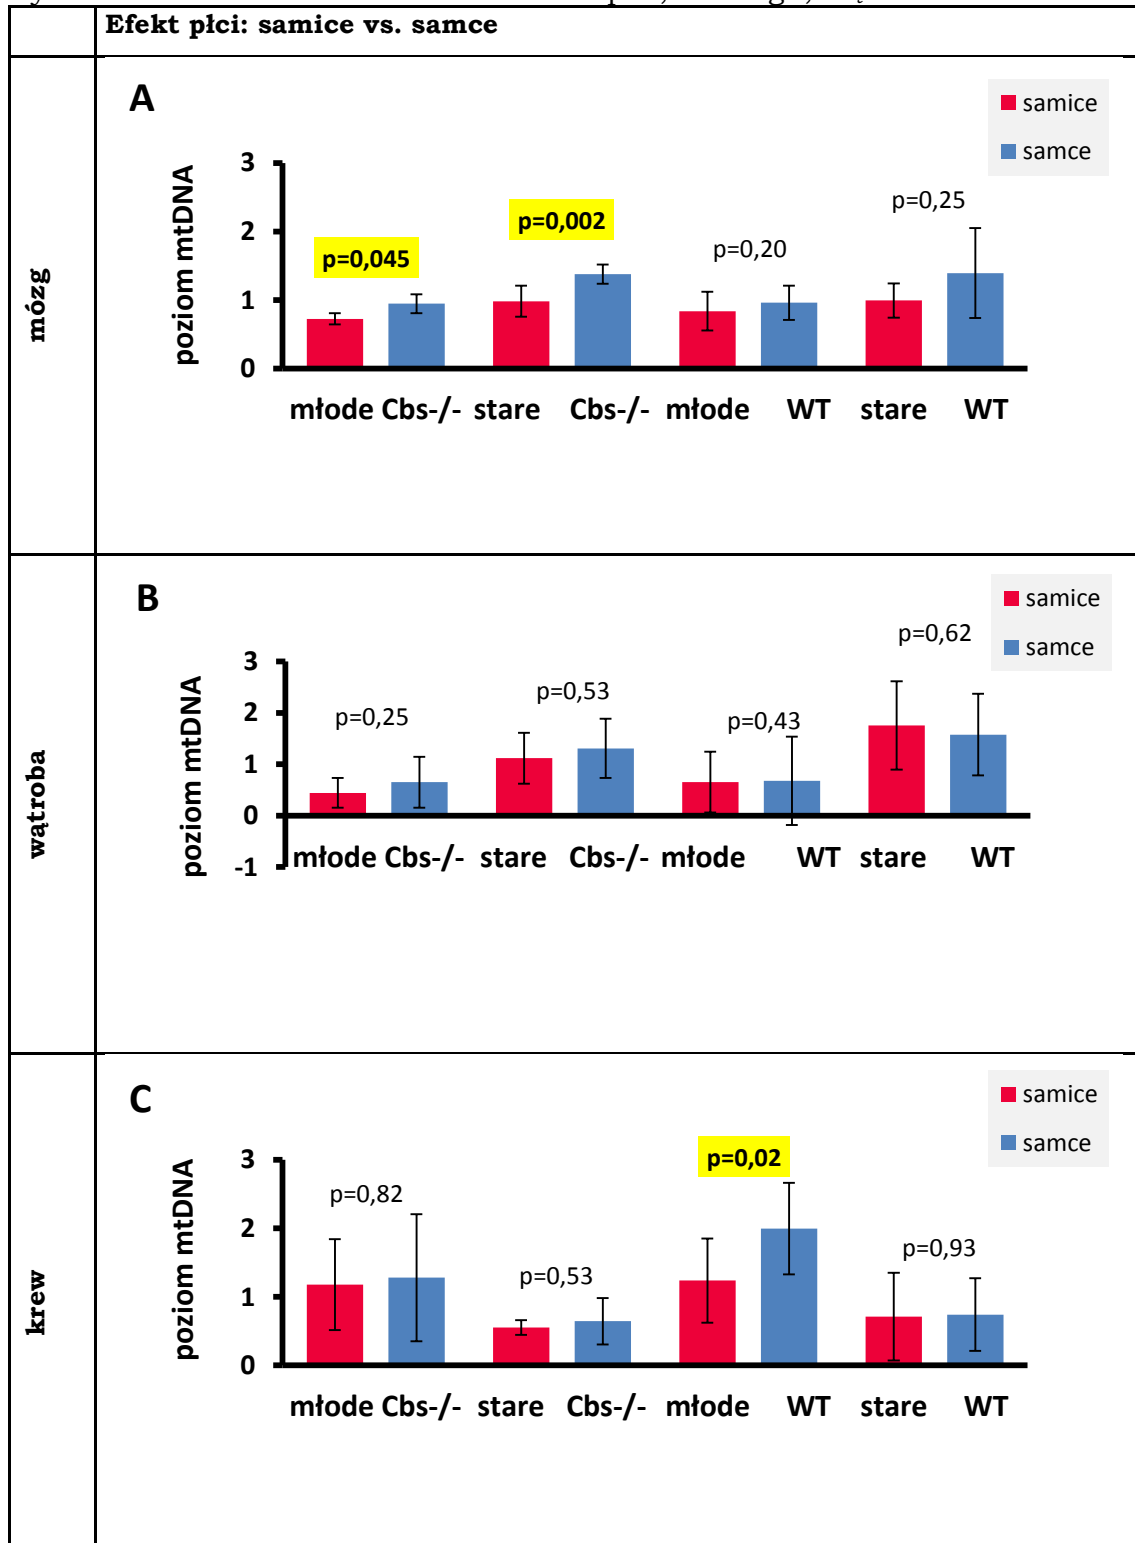 Efekt płci: samice vs. samce
mózg
A
samice
samce
poziom mtDNA
3
2
1
0
p=0,045
p=0,002
p=0,20
p=0,25
młode Cbs-/- stare Cbs-/- młode WT stare WT
wątroba
B
samice
samce
poziom mtDNA
3
2
1
0
-1
p=0,25
p=0,53
p=0,43
p=0,62
młode Cbs-/- stare Cbs-/- młode WT stare WT
krew
C
samice
samce
poziom mtDNA
3
2
1
0
p=0,82
p=0,53
p=0,02
p=0,93
młode Cbs-/- stare Cbs-/- młode WT stare WT